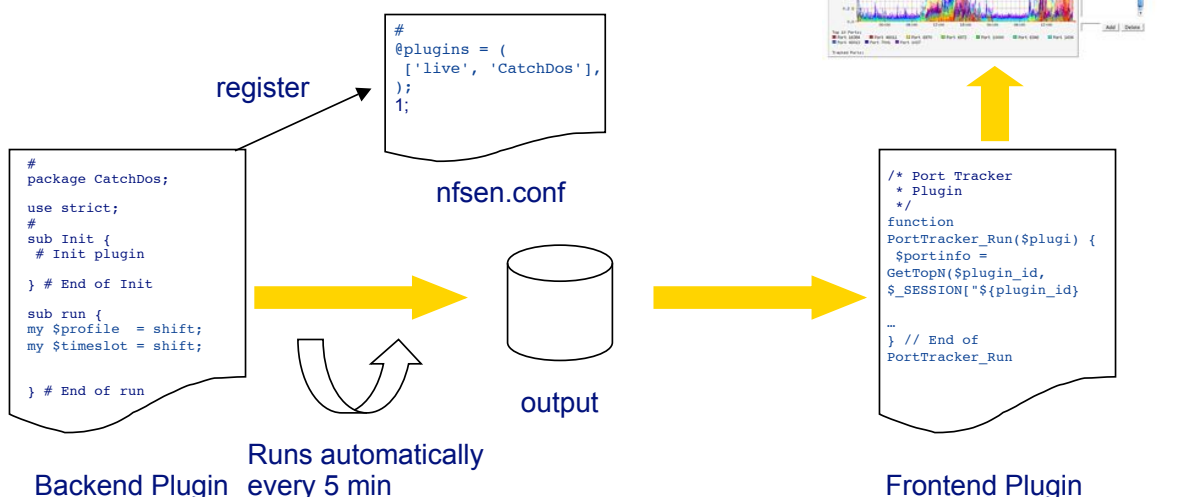 #
@plugins = (
['live', 'CatchDos'],
);
1;
register
nfsen.conf
#
package CatchDos;
use strict;
#
sub Init {
# Init plugin
} # End of Init
sub run {
my $profile = shift;
my $timeslot = shift;
} # End of run
Backend Plugin
Runs automatically
every 5 min
output
Add Delete
/* Port Tracker
* Plugin
*/
function
PortTracker_Run($plugi) {
$portinfo =
GetTopN($plugin_id,
$_SESSION["${plugin_id}
…
} // End of
PortTracker_Run
Frontend Plugin